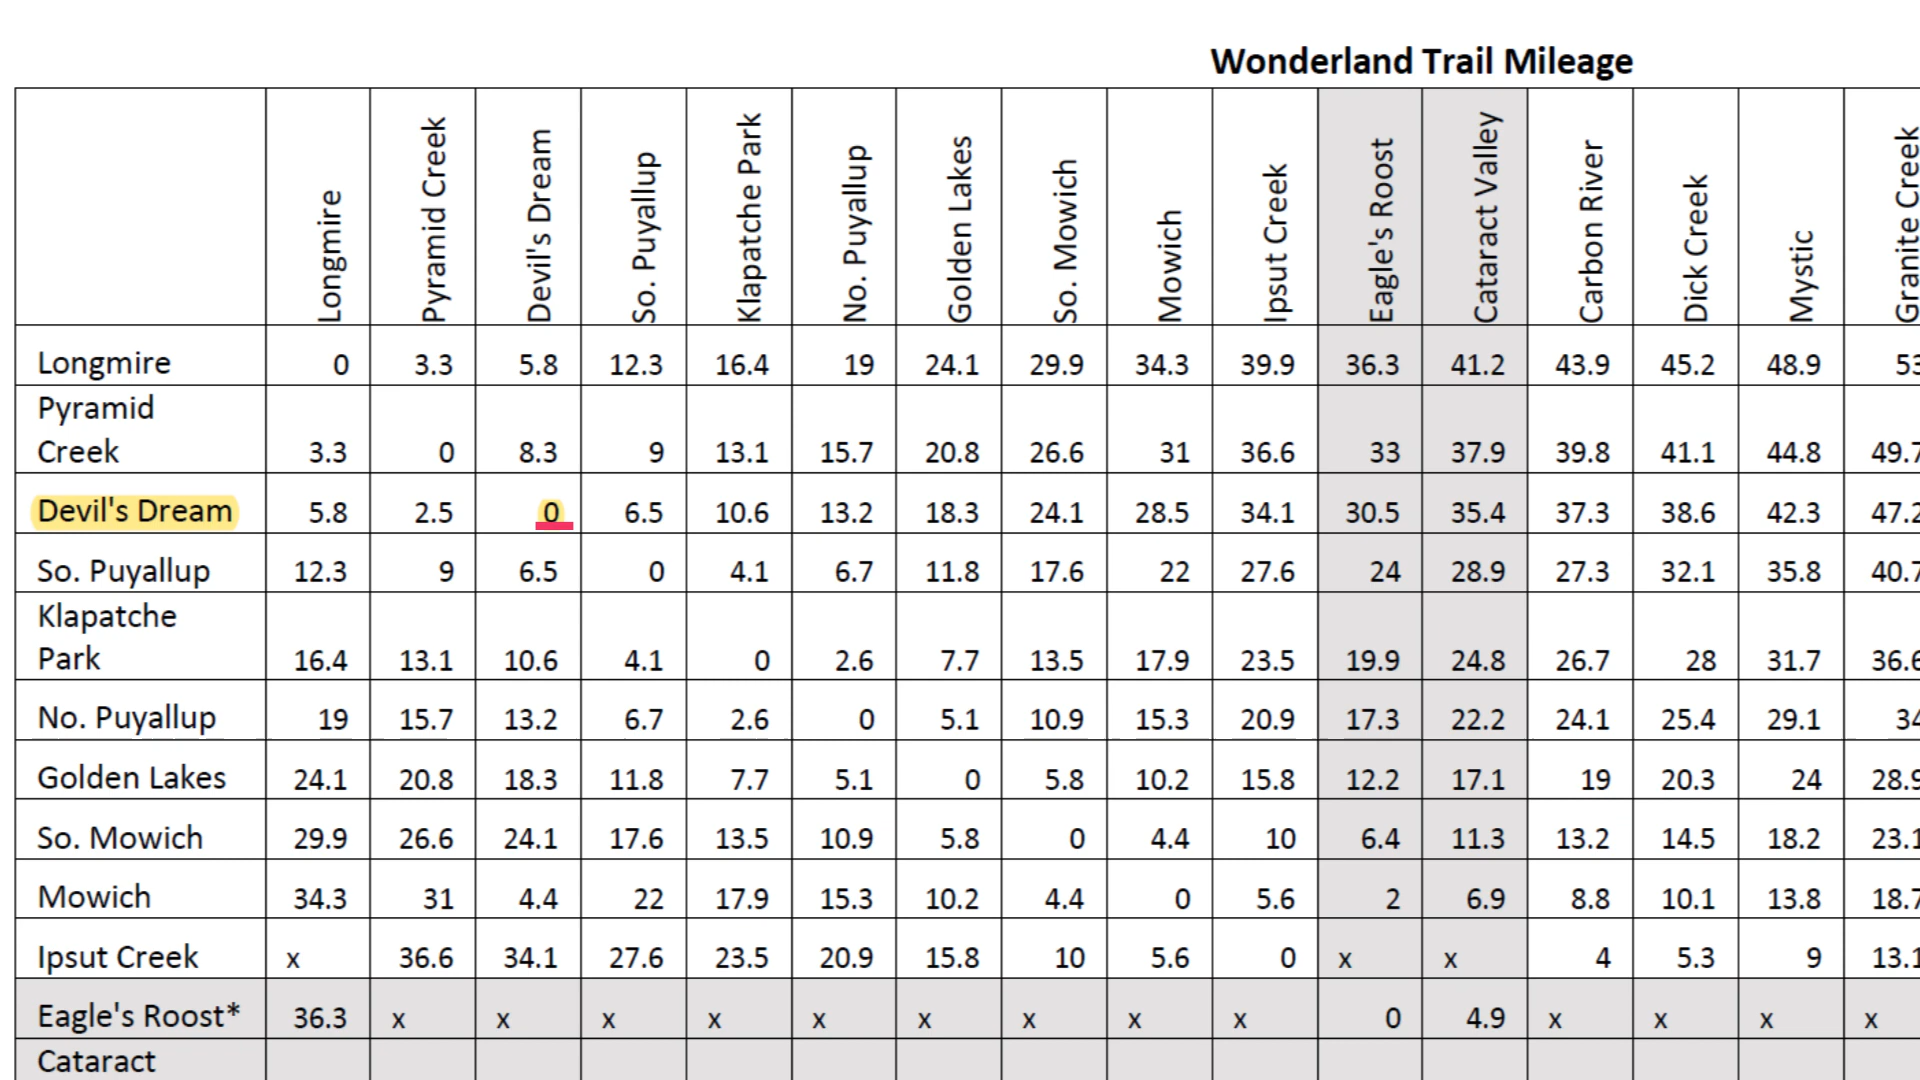 Wonderland Trail Mileage
Longmire Pyramid Creek Devil's Dream So. Puyallup Klapatche Park No. Puyallup Golden Lakes So. Mowich Mowich Ipsut Creek Eagle's Roost Cataract Valley Carbon River Dick Creek Mystic Granite Creek
Longmire 0 3.3 5.8 12.3 16.4 19 24.1 29.9 34.3 39.9 36.3 41.2 43.9 45.2 48.9 53
Pyramid
Creek 3.3 0 8.3 9 13.1 15.7 20.8 26.6 31 36.6 33 37.9 39.8 41.1 44.8 49.7
Devil's Dream 5.8 2.5 0 6.5 10.6 13.2 18.3 24.1 28.5 34.1 30.5 35.4 37.3 38.6 42.3 47.2
So. Puyallup 12.3 9 6.5 0 4.1 6.7 11.8 17.6 22 27.6 24 28.9 27.3 32.1 35.8 40.7
Klapatche
Park 16.4 13.1 10.6 4.1 0 2.6 7.7 13.5 17.9 23.5 19.9 24.8 26.7 28 31.7 36.6
No. Puyallup 19 15.7 13.2 6.7 2.6 0 5.1 10.9 15.3 20.9 17.3 22.2 24.1 25.4 29.1 34
Golden Lakes 24.1 20.8 18.3 11.8 7.7 5.1 0 5.8 10.2 15.8 12.2 17.1 19 20.3 24 28.9
So. Mowich 29.9 26.6 24.1 17.6 13.5 10.9 5.8 0 4.4 10 6.4 11.3 13.2 14.5 18.2 23.1
Mowich 34.3 31 4.4 22 17.9 15.3 10.2 4.4 0 5.6 2 6.9 8.8 10.1 13.8 18.7
Ipsut Creek x 36.6 34.1 27.6 23.5 20.9 15.8 10 5.6 0 x x 4 5.3 9 13.1
Eagle's Roost* 36.3 x x x x x x x x x 0 4.9 x x x x
Cataract